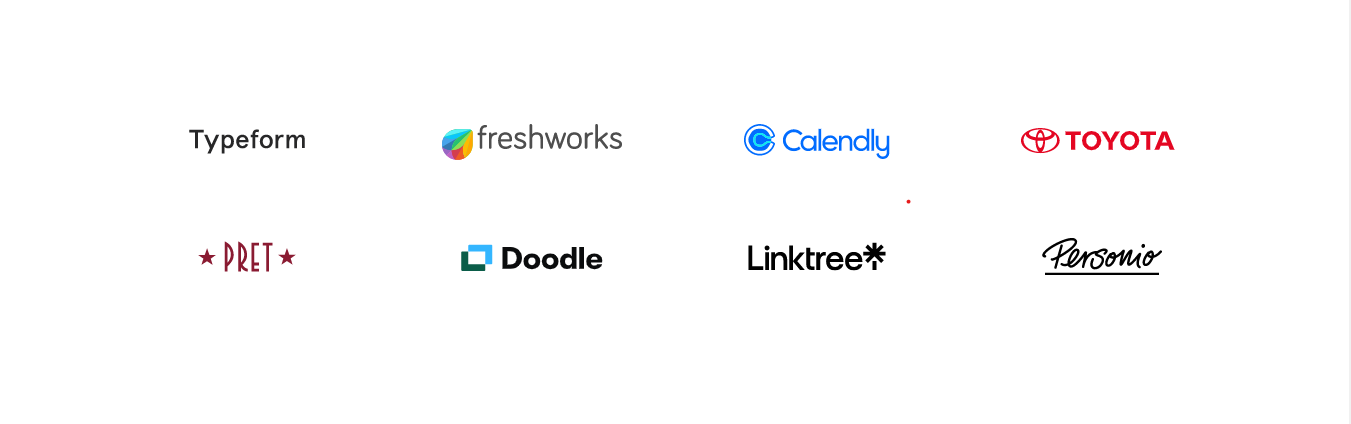 Typeform
freshworks
Calendly
TOYOTA
PRET
Doodle
Linktree
Personio